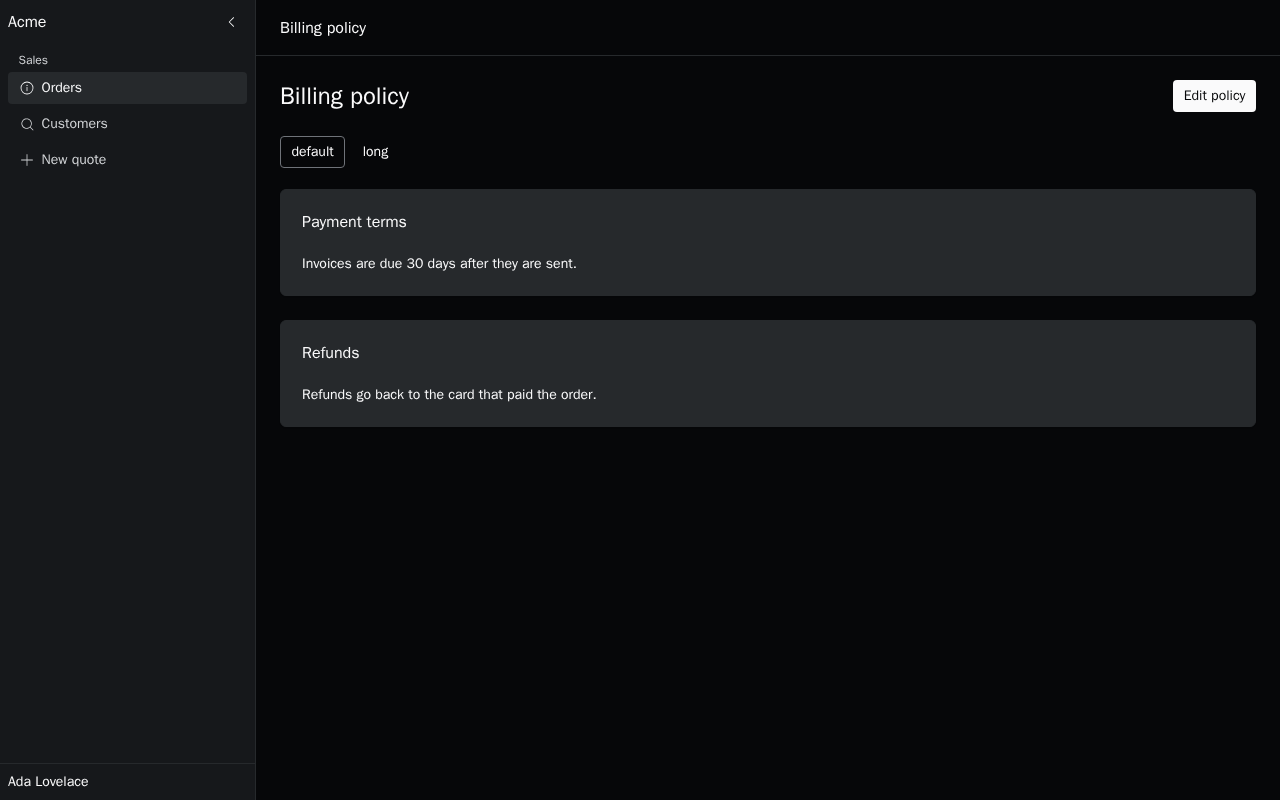 Acme
Sales
Orders
Customers
New quote
Ada Lovelace
Billing policy
Billing policy
Edit policy
default
long
Payment terms
Invoices are due 30 days after they are sent.
Refunds
Refunds go back to the card that paid the order.